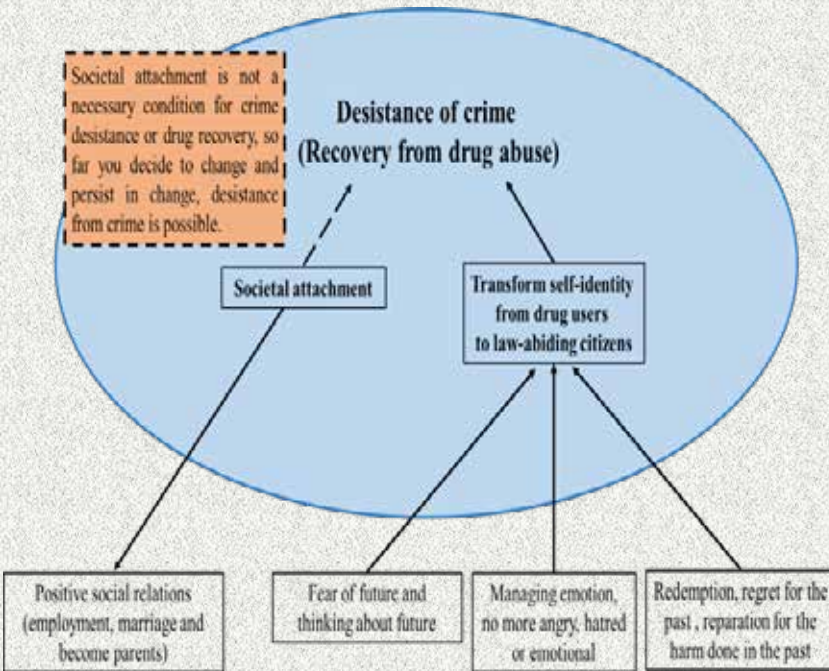 Societal attachment is not a
necessary condition for crime
desistance or drug recovery, so
far you decide to change and
persist in change, desistance
from crime is possible.
Desistance of crime
(Recovery from drug abuse)
Societal attachment
Transform self-identity
from drug users
to law-abiding citizens
Positive social relations
(employment, marriage and
become parents)
Fear of future and
thinking about future
Managing emotion,
no more angry, hatred
or emotional
Redemption, regret for the
past , reparation for the
harm done in the past